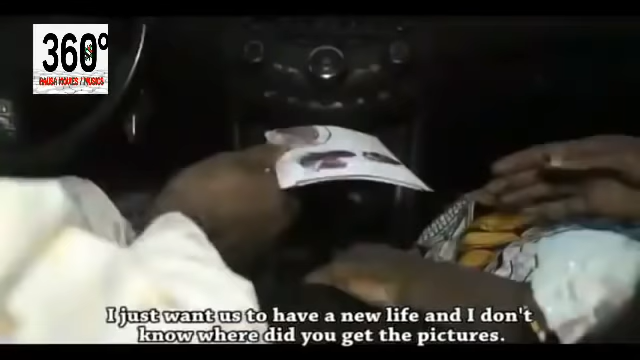 360°
HAUSA MOVIES / MUSICS
I just want us to have a new life and I don't
know where did you get the pictures.